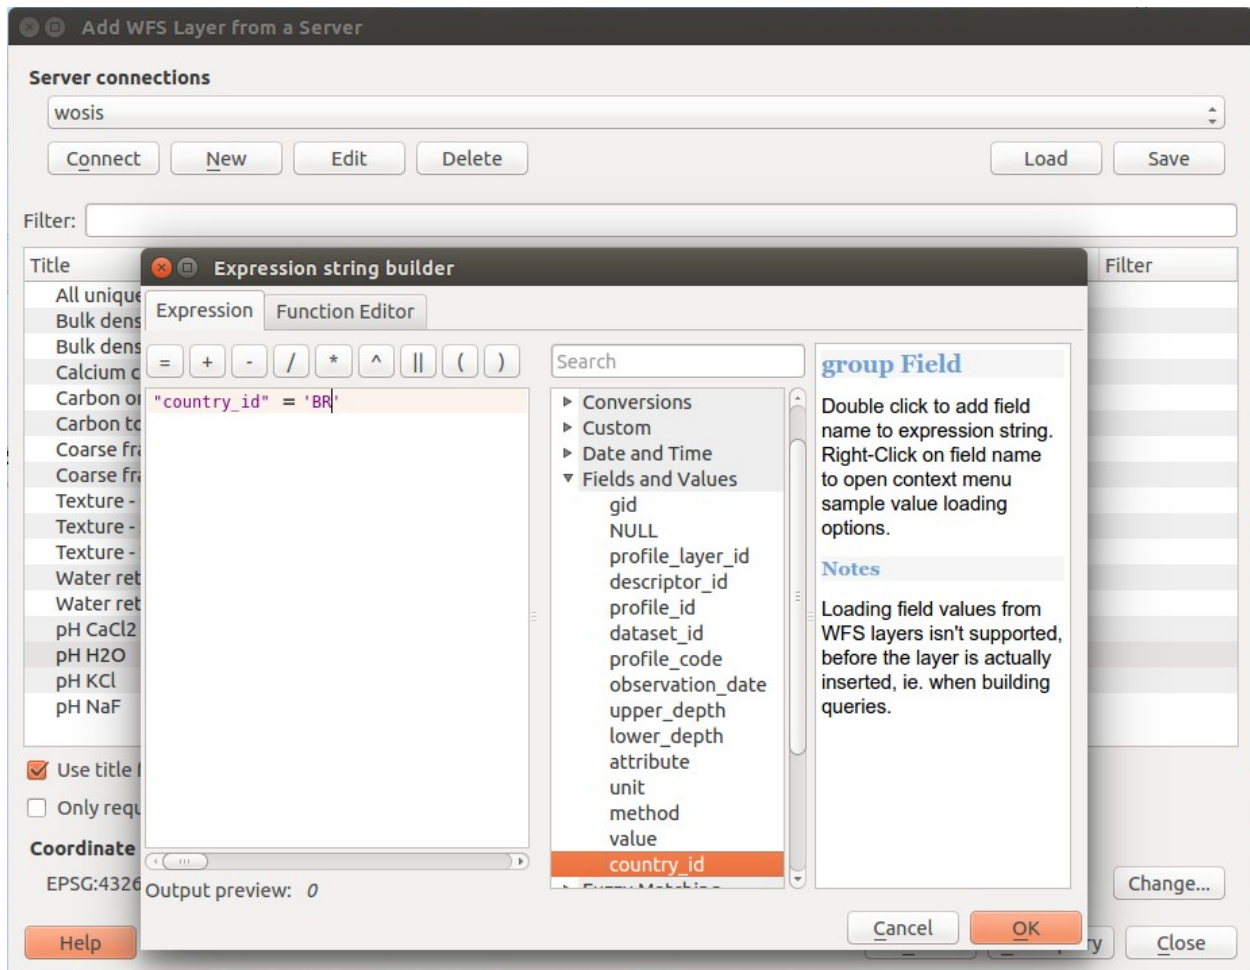 Add WFS Layer from a Server
Server connections
wosis
Connect New Edit Delete Load Save
Filter:
Title Filter
All unique
Bulk dens
Bulk dens
Calcium c
Carbon or
Carbon to
Coarse fra
Coarse fra
Texture -
Texture -
Texture -
Water ret
Water ret
pH CaCl2
pH H2O
pH KCl
pH NaF
Use title f
Only requ
Coordinate
EPSG:4326
Change...
Help
ry
Close
Expression string builder
Expression Function Editor
= + - / * ^ || ( )
"country_id" = 'BR'
Output preview: 0
Search
Conversions
Custom
Date and Time
Fields and Values
gid
NULL
profile_layer_id
descriptor_id
profile_id
dataset_id
profile_code
observation_date
upper_depth
lower_depth
attribute
unit
method
value
country_id
group Field
Double click to add field
name to expression string.
Right-Click on field name
to open context menu
sample value loading
options.
Notes
Loading field values from
WFS layers isn't supported,
before the layer is actually
inserted, ie. when building
queries.
Cancel OK